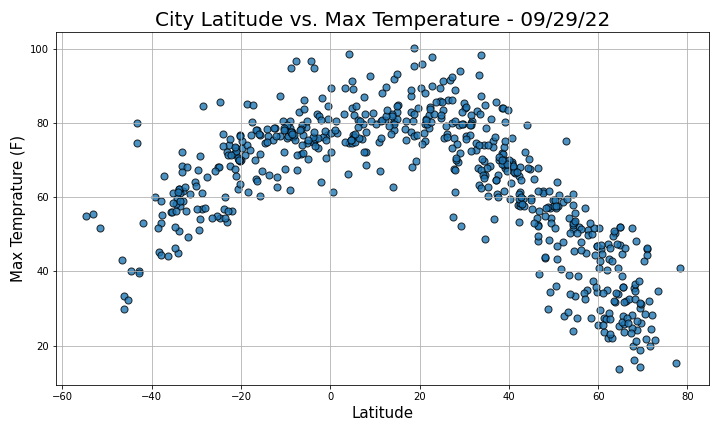 City Latitude vs. Max Temperature - 09/29/22
100
80
60
40
20
Max Temprature (F)
−60 −40 −20 0 20 40 60 80
Latitude